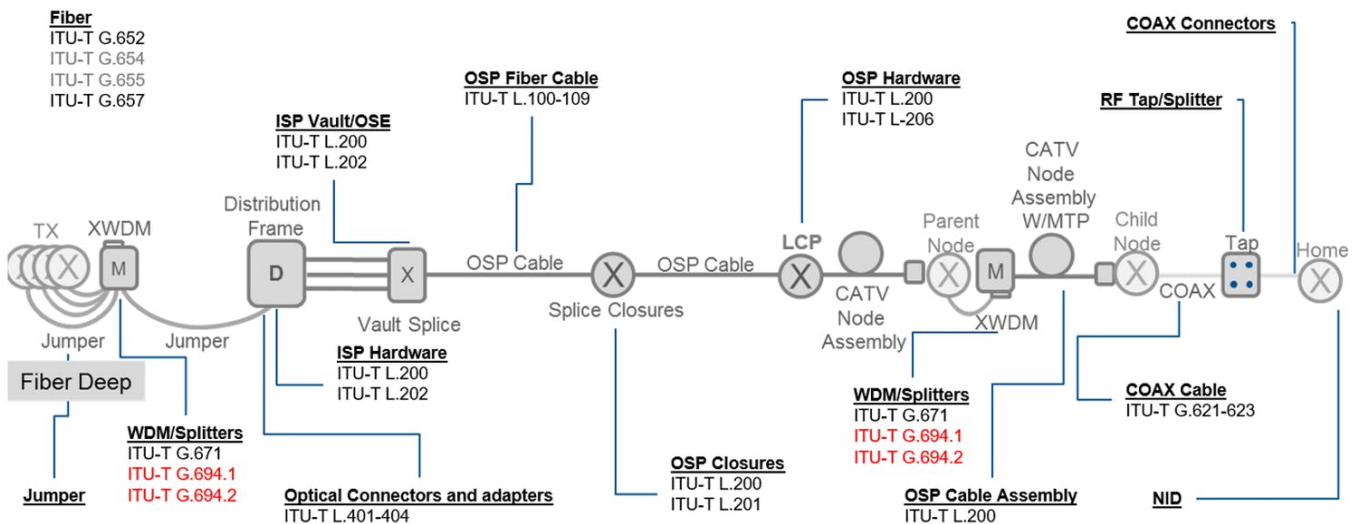 Fiber
ITU-T G.652
ITU-T G.654
ITU-T G.655
ITU-T G.657
COAX Connectors
OSP Fiber Cable
ITU-T L.100-109
OSP Hardware
ITU-T L.200
ITU-T L-206
RF Tap/Splitter
ISP Vault/OSE
ITU-T L.200
ITU-T L.202
CATV
Node
Assembly
W/MTP
Distribution
Frame
Parent
Node
Child
Node
TX
XWDM
LCP
Tap
Home
X
X
M
D
X
OSP Cable
X
OSP Cable
X
X
M
X
X
COAX
Jumper
Jumper
Vault Splice
Splice Closures
CATV
Node
Assembly
XWDM
Fiber Deep
ISP Hardware
ITU-T L.200
ITU-T L.202
WDM/Splitters
ITU-T G.671
ITU-T G.694.1
ITU-T G.694.2
COAX Cable
ITU-T G.621-623
WDM/Splitters
ITU-T G.671
ITU-T G.694.1
ITU-T G.694.2
OSP Closures
ITU-T L.200
ITU-T L.201
Jumper
Optical Connectors and adapters
ITU-T L.401-404
OSP Cable Assembly
ITU-T L.200
NID